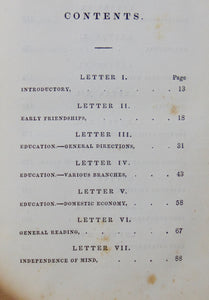 CONTENTS.
LETTER I.
Page
INTRODUCTORY, 13
LETTER II.
EARLY FRIENDSHIPS, 18
LETTER III.
EDUCATION.—GENERAL DIRECTIONS, 31
LETTER IV.
EDUCATION.—VARIOUS BRANCHES, 43
LETTER V.
EDUCATION.—DOMESTIC ECONOMY, 58
LETTER VI.
GENERAL READING, 67
LETTER VII.
INDEPENDENCE OF MIND, 88